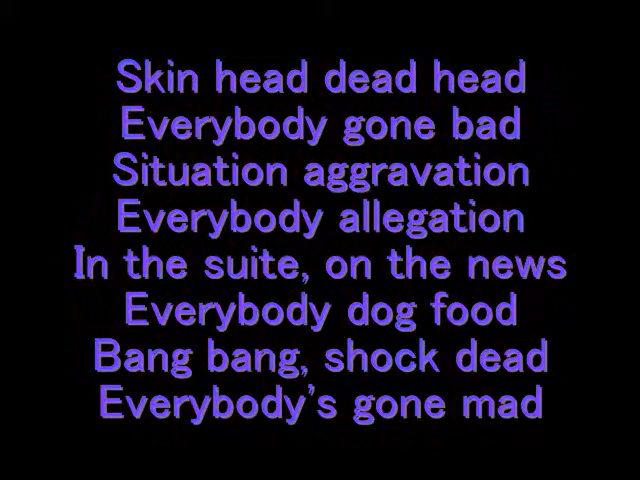 Skin head dead head
Everybody gone bad
Situation aggravation
Everybody allegation
In the suite, on the news
Everybody dog food
Bang bang, shock dead
Everybody's gone mad